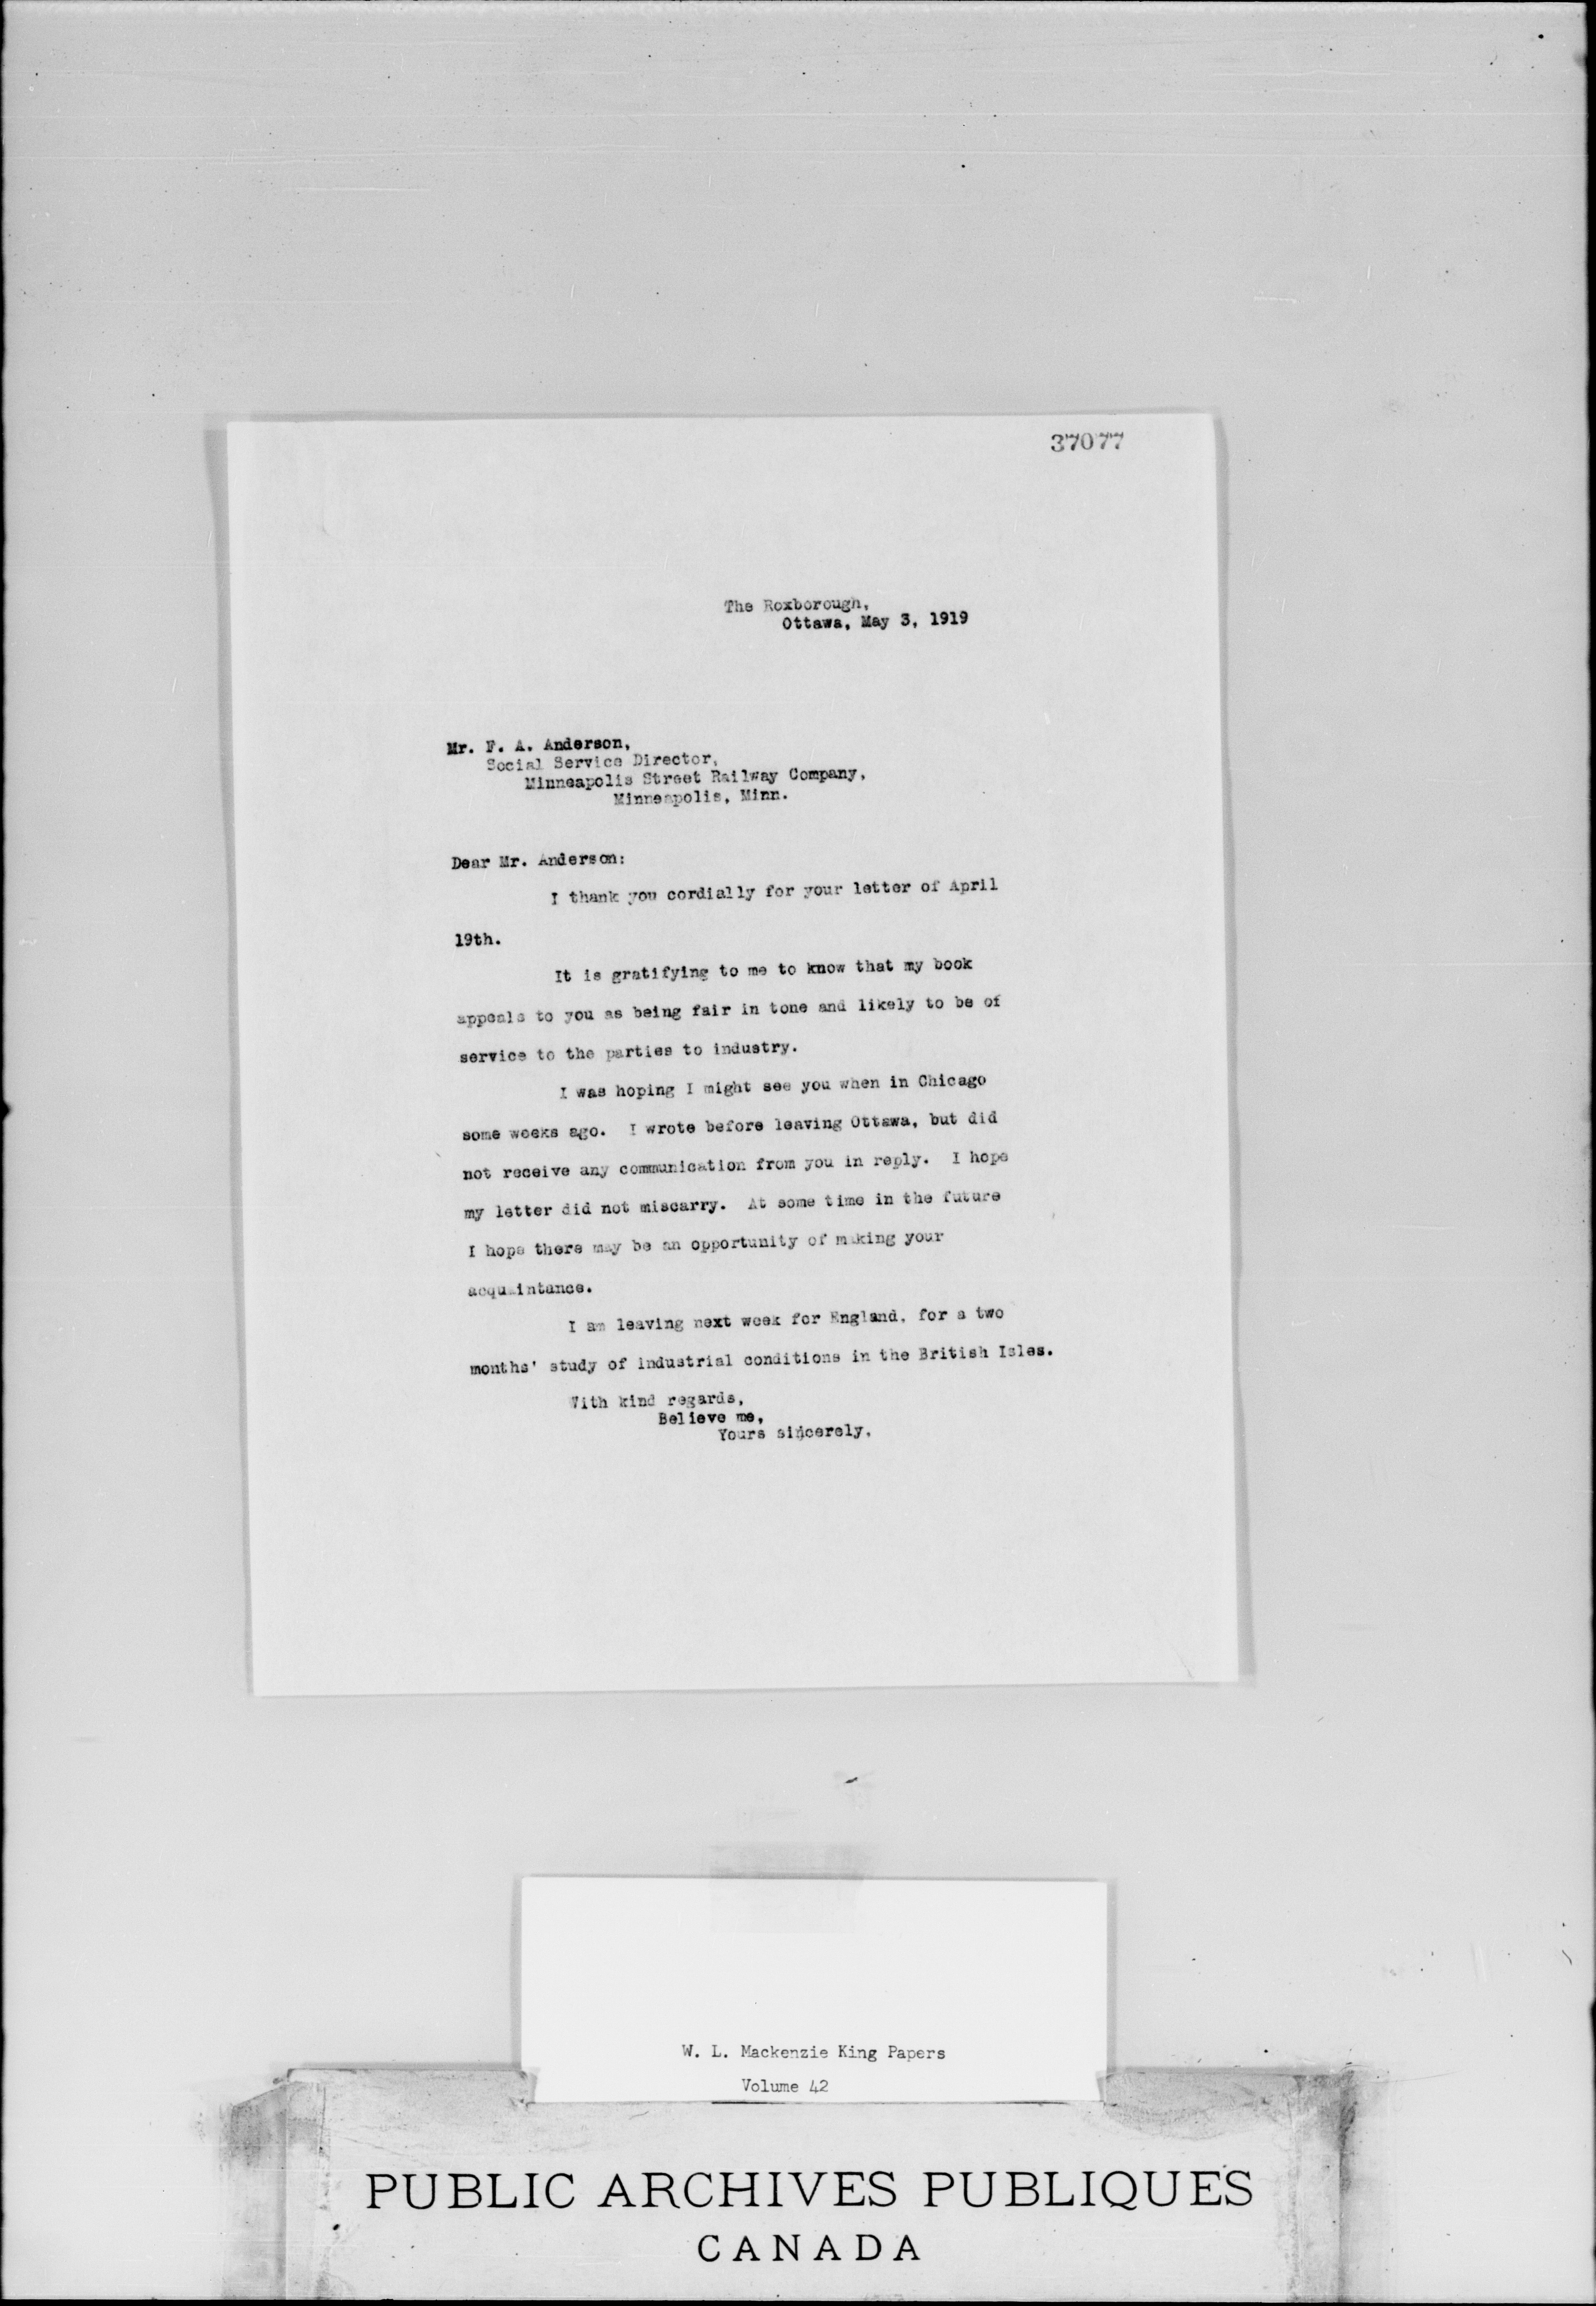 37077
The Roxborough,
Ottawa, May 3, 1919
Mr. F. A. Anderson,
Social Service Director,
Minneapolis Street Railway Company,
Minneapolis, Minn.
Dear Mr. Anderson:
I thank you cordially for your letter of April
19th.
It is gratifying to me to know that my book
appeals to you as being fair in tone and likely to be of
service to the parties to industry.
I was hoping I might see you when in Chicago
some weeks ago. I wrote before leaving Ottawa, but did
not receive any communication from you in reply. I hope
my letter did not miscarry. At some time in the future
I hope there may be an opportunity of making your
acquaintance.
I am leaving next week for England, for a two
months' study of industrial conditions in the British Isles.
With kind regards,
Believe me,
Yours sincerely,
W. L. Mackenzie King Papers
Volume 42
PUBLIC ARCHIVES PUBLIQUES
CANADA